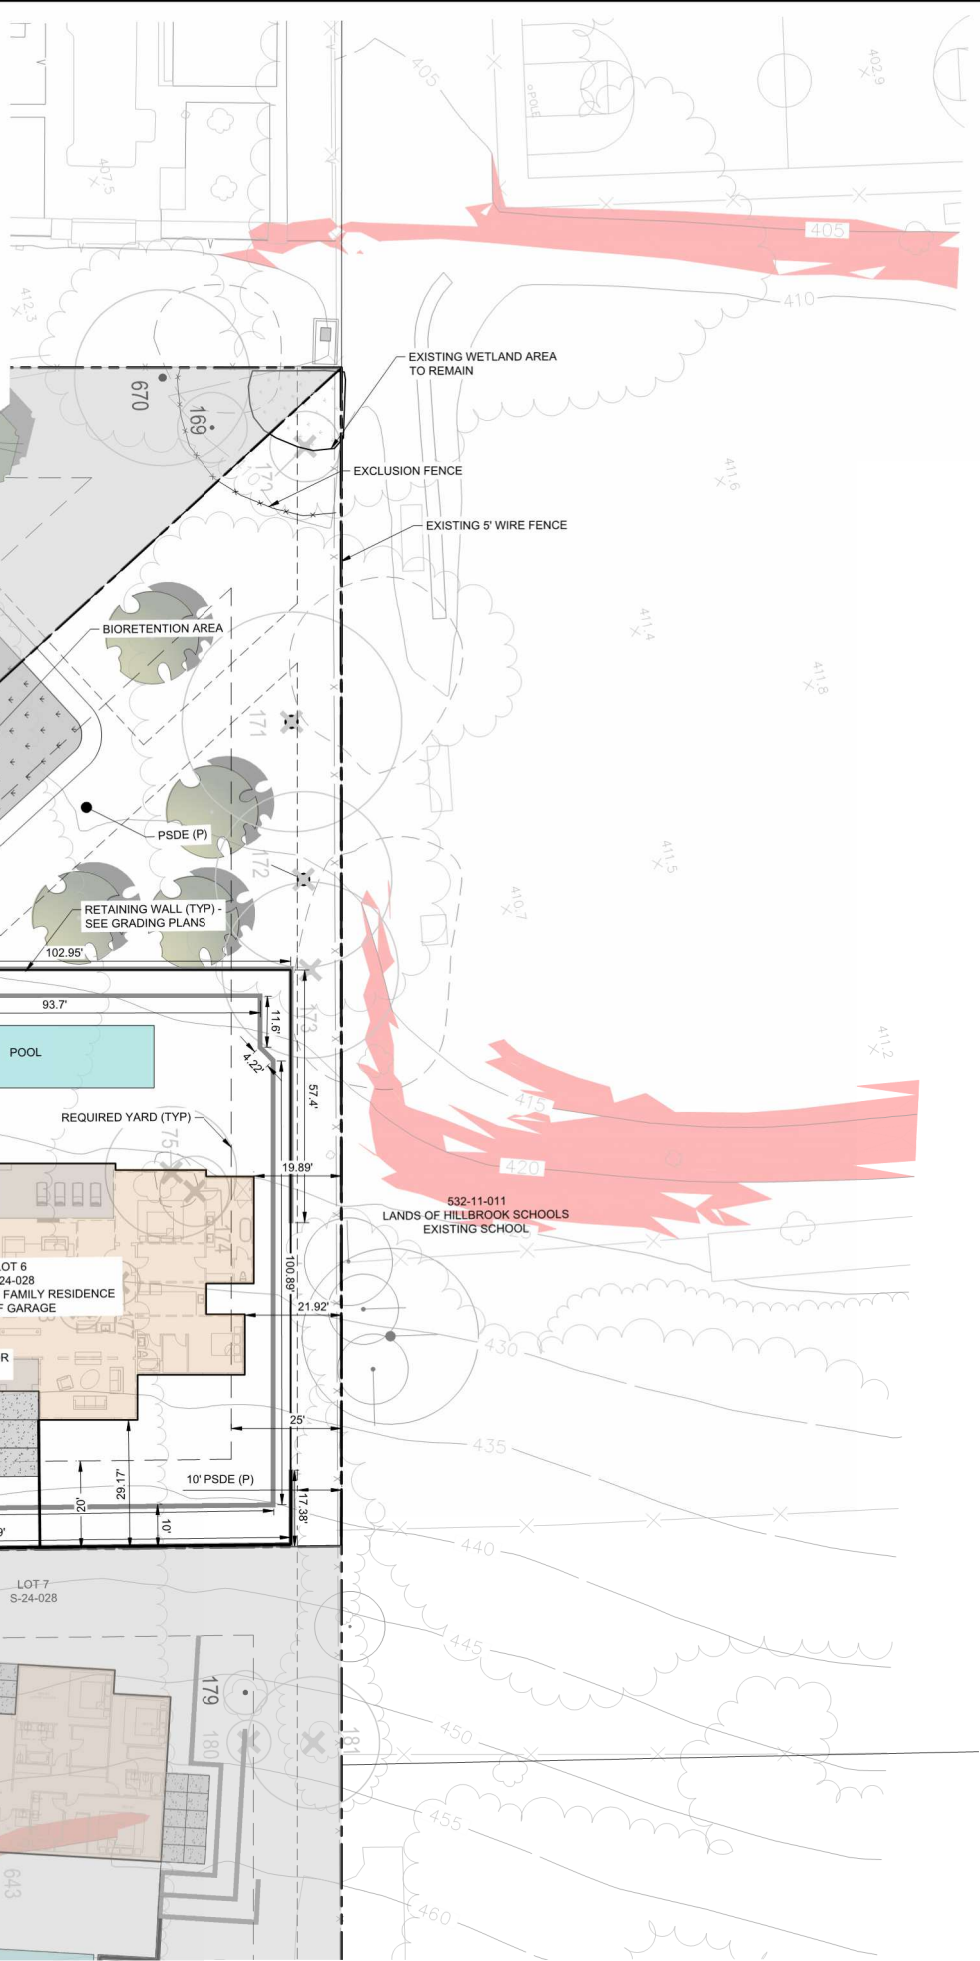 405
402.9
POLE
407.5
405
412.3
410
EXISTING WETLAND AREA
TO REMAIN
670
169
172
EXCLUSION FENCE
411.6
EXISTING 5' WIRE FENCE
BIORETENTION AREA
411.4
411.8
171
PSDE (P)
172
411.5
410.7
RETAINING WALL (TYP) -
SEE GRADING PLANS
102.95'
93.7'
11.6'
173
4.22'
411.2
POOL
57.4'
415
REQUIRED YARD (TYP)
75
19.89'
420
532-11-011
LANDS OF HILLBROOK SCHOOLS
EXISTING SCHOOL
LOT 6
24-028
FAMILY RESIDENCE
F GARAGE
100.89'
21.92'
430
R
25'
435
29.17'
20'
10' PSDE (P)
17.38'
10'
9'
440
LOT 7
S-24-028
445
179
180
181
450
455
643
460